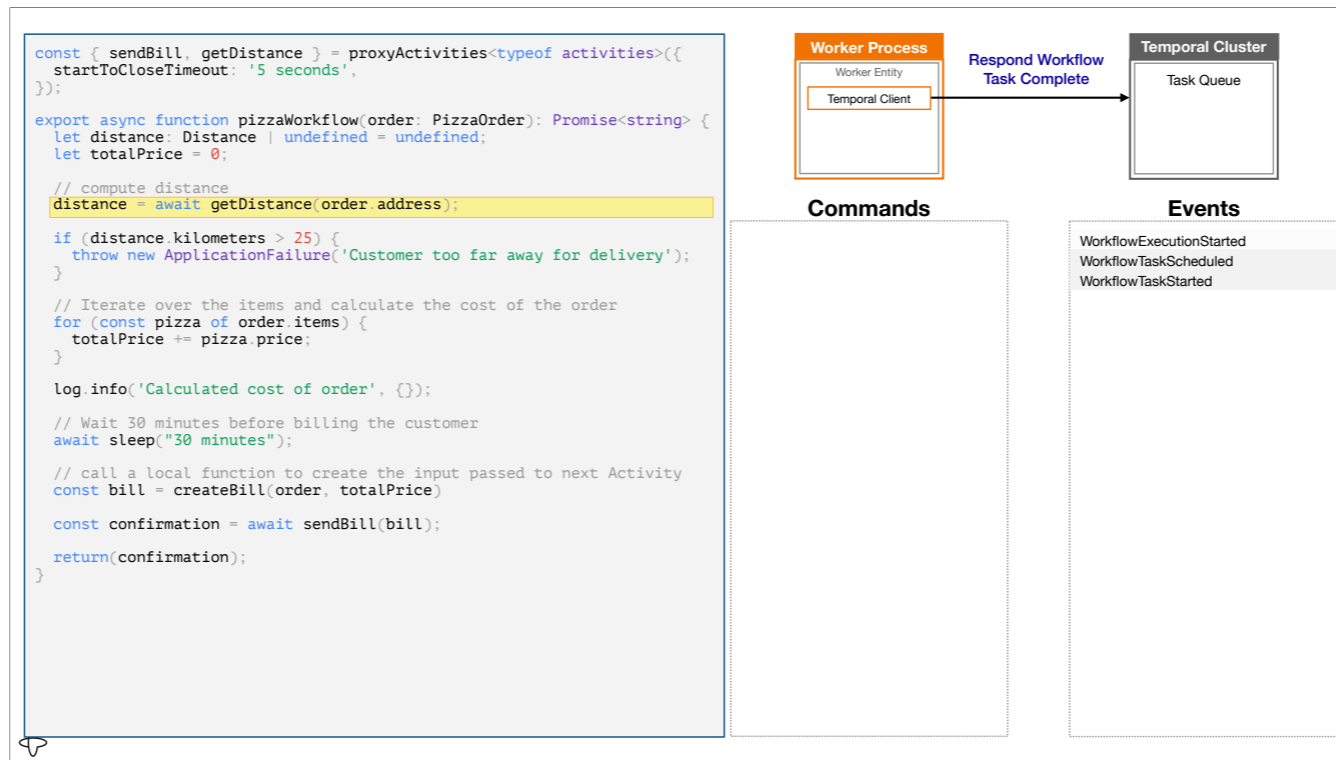 const { sendBill, getDistance } = proxyActivities<typeof activities>({
  startToCloseTimeout: '5 seconds',
});
export async function pizzaWorkflow(order: PizzaOrder): Promise<string> {
  let distance: Distance | undefined = undefined;
  let totalPrice = 0;
  // compute distance
  distance = await getDistance(order.address);
  if (distance.kilometers > 25) {
    throw new ApplicationFailure('Customer too far away for delivery');
  }
  // Iterate over the items and calculate the cost of the order
  for (const pizza of order.items) {
    totalPrice += pizza.price;
  }
  log.info('Calculated cost of order', {});
  // Wait 30 minutes before billing the customer
  await sleep("30 minutes");
  // call a local function to create the input passed to next Activity
  const bill = createBill(order, totalPrice)
  const confirmation = await sendBill(bill);
  return(confirmation);
}
Worker Process
Worker Entity
Temporal Client
Respond Workflow
Task Complete
Temporal Cluster
Task Queue
Commands
Events
WorkflowExecutionStarted
WorkflowTaskScheduled
WorkflowTaskStarted